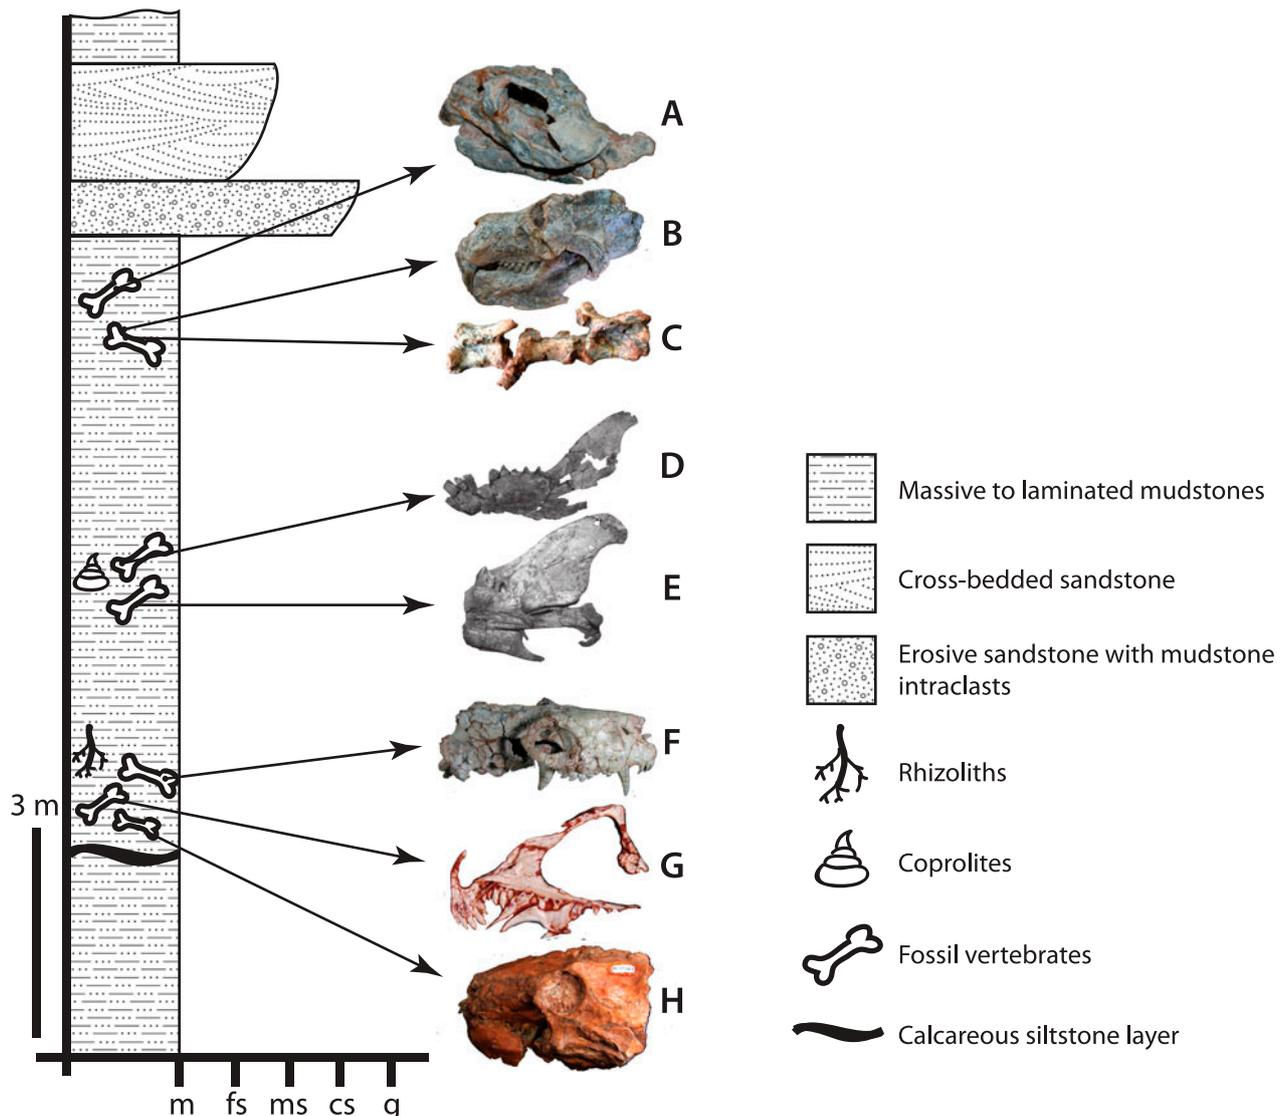 A
B
C
D
E
F
G
H
3 m
m fs ms cs g
Massive to laminated mudstones
Cross-bedded sandstone
Erosive sandstone with mudstone
intraclasts
Rhizoliths
Coprolites
Fossil vertebrates
Calcareous siltstone layer